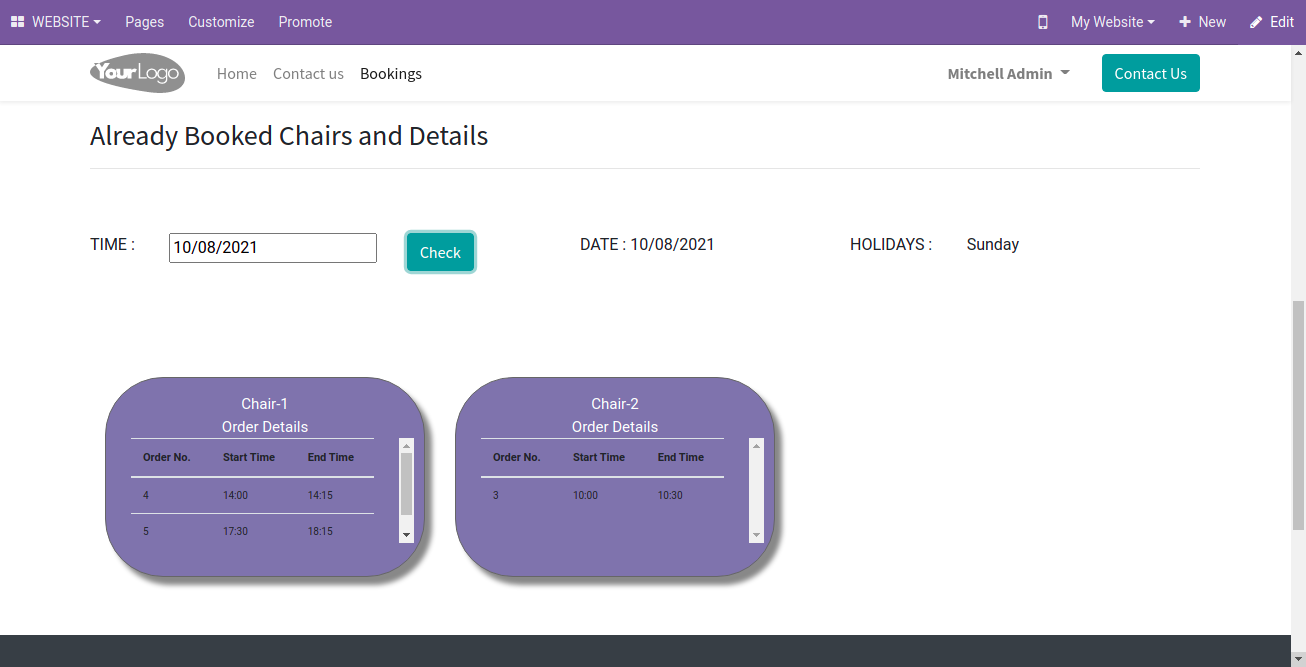 WEBSITE Pages Customize Promote My Website New Edit
YourLogo Home Contact us Bookings Mitchell Admin Contact Us
Already Booked Chairs and Details
TIME : 10/08/2021 Check DATE : 10/08/2021 HOLIDAYS : Sunday
Chair-1
Order Details
Order No. Start Time End Time
4 14:00 14:15
5 17:30 18:15
Chair-2
Order Details
Order No. Start Time End Time
3 10:00 10:30